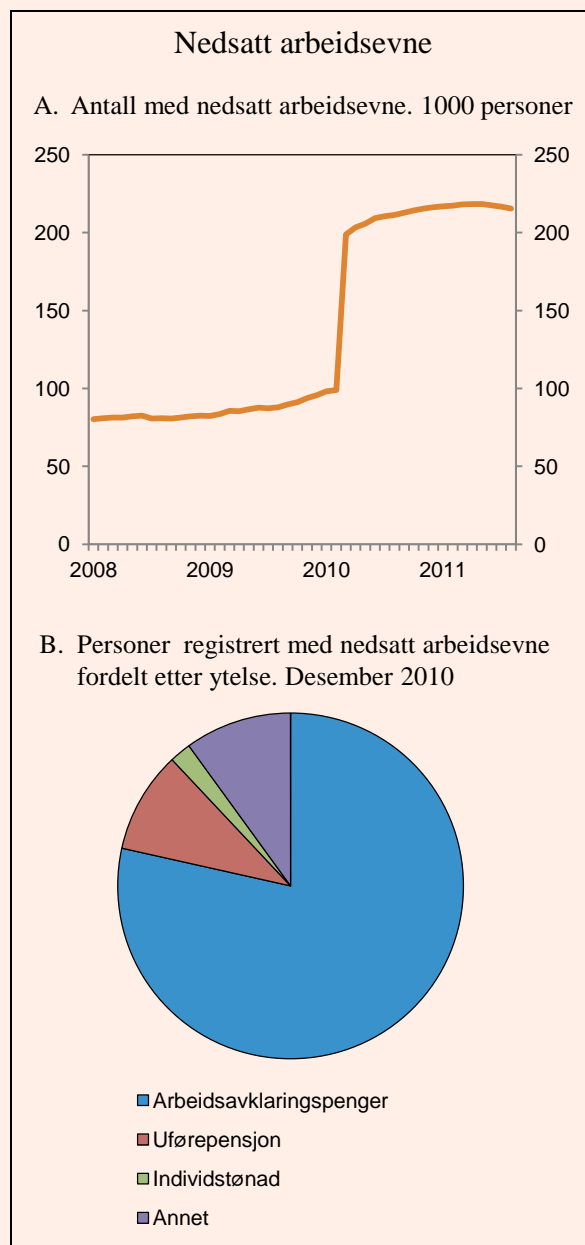 Nedsatt arbeidsevne
A. Antall med nedsatt arbeidsevne. 1000 personer
250 250
200 200
150 150
100 100
50 50
0 0
2008 2009 2010 2011
B. Personer registrert med nedsatt arbeidsevne
fordelt etter ytelse. Desember 2010
Arbeidsavklaringspenger
Uførepensjon
Individstønad
Annet